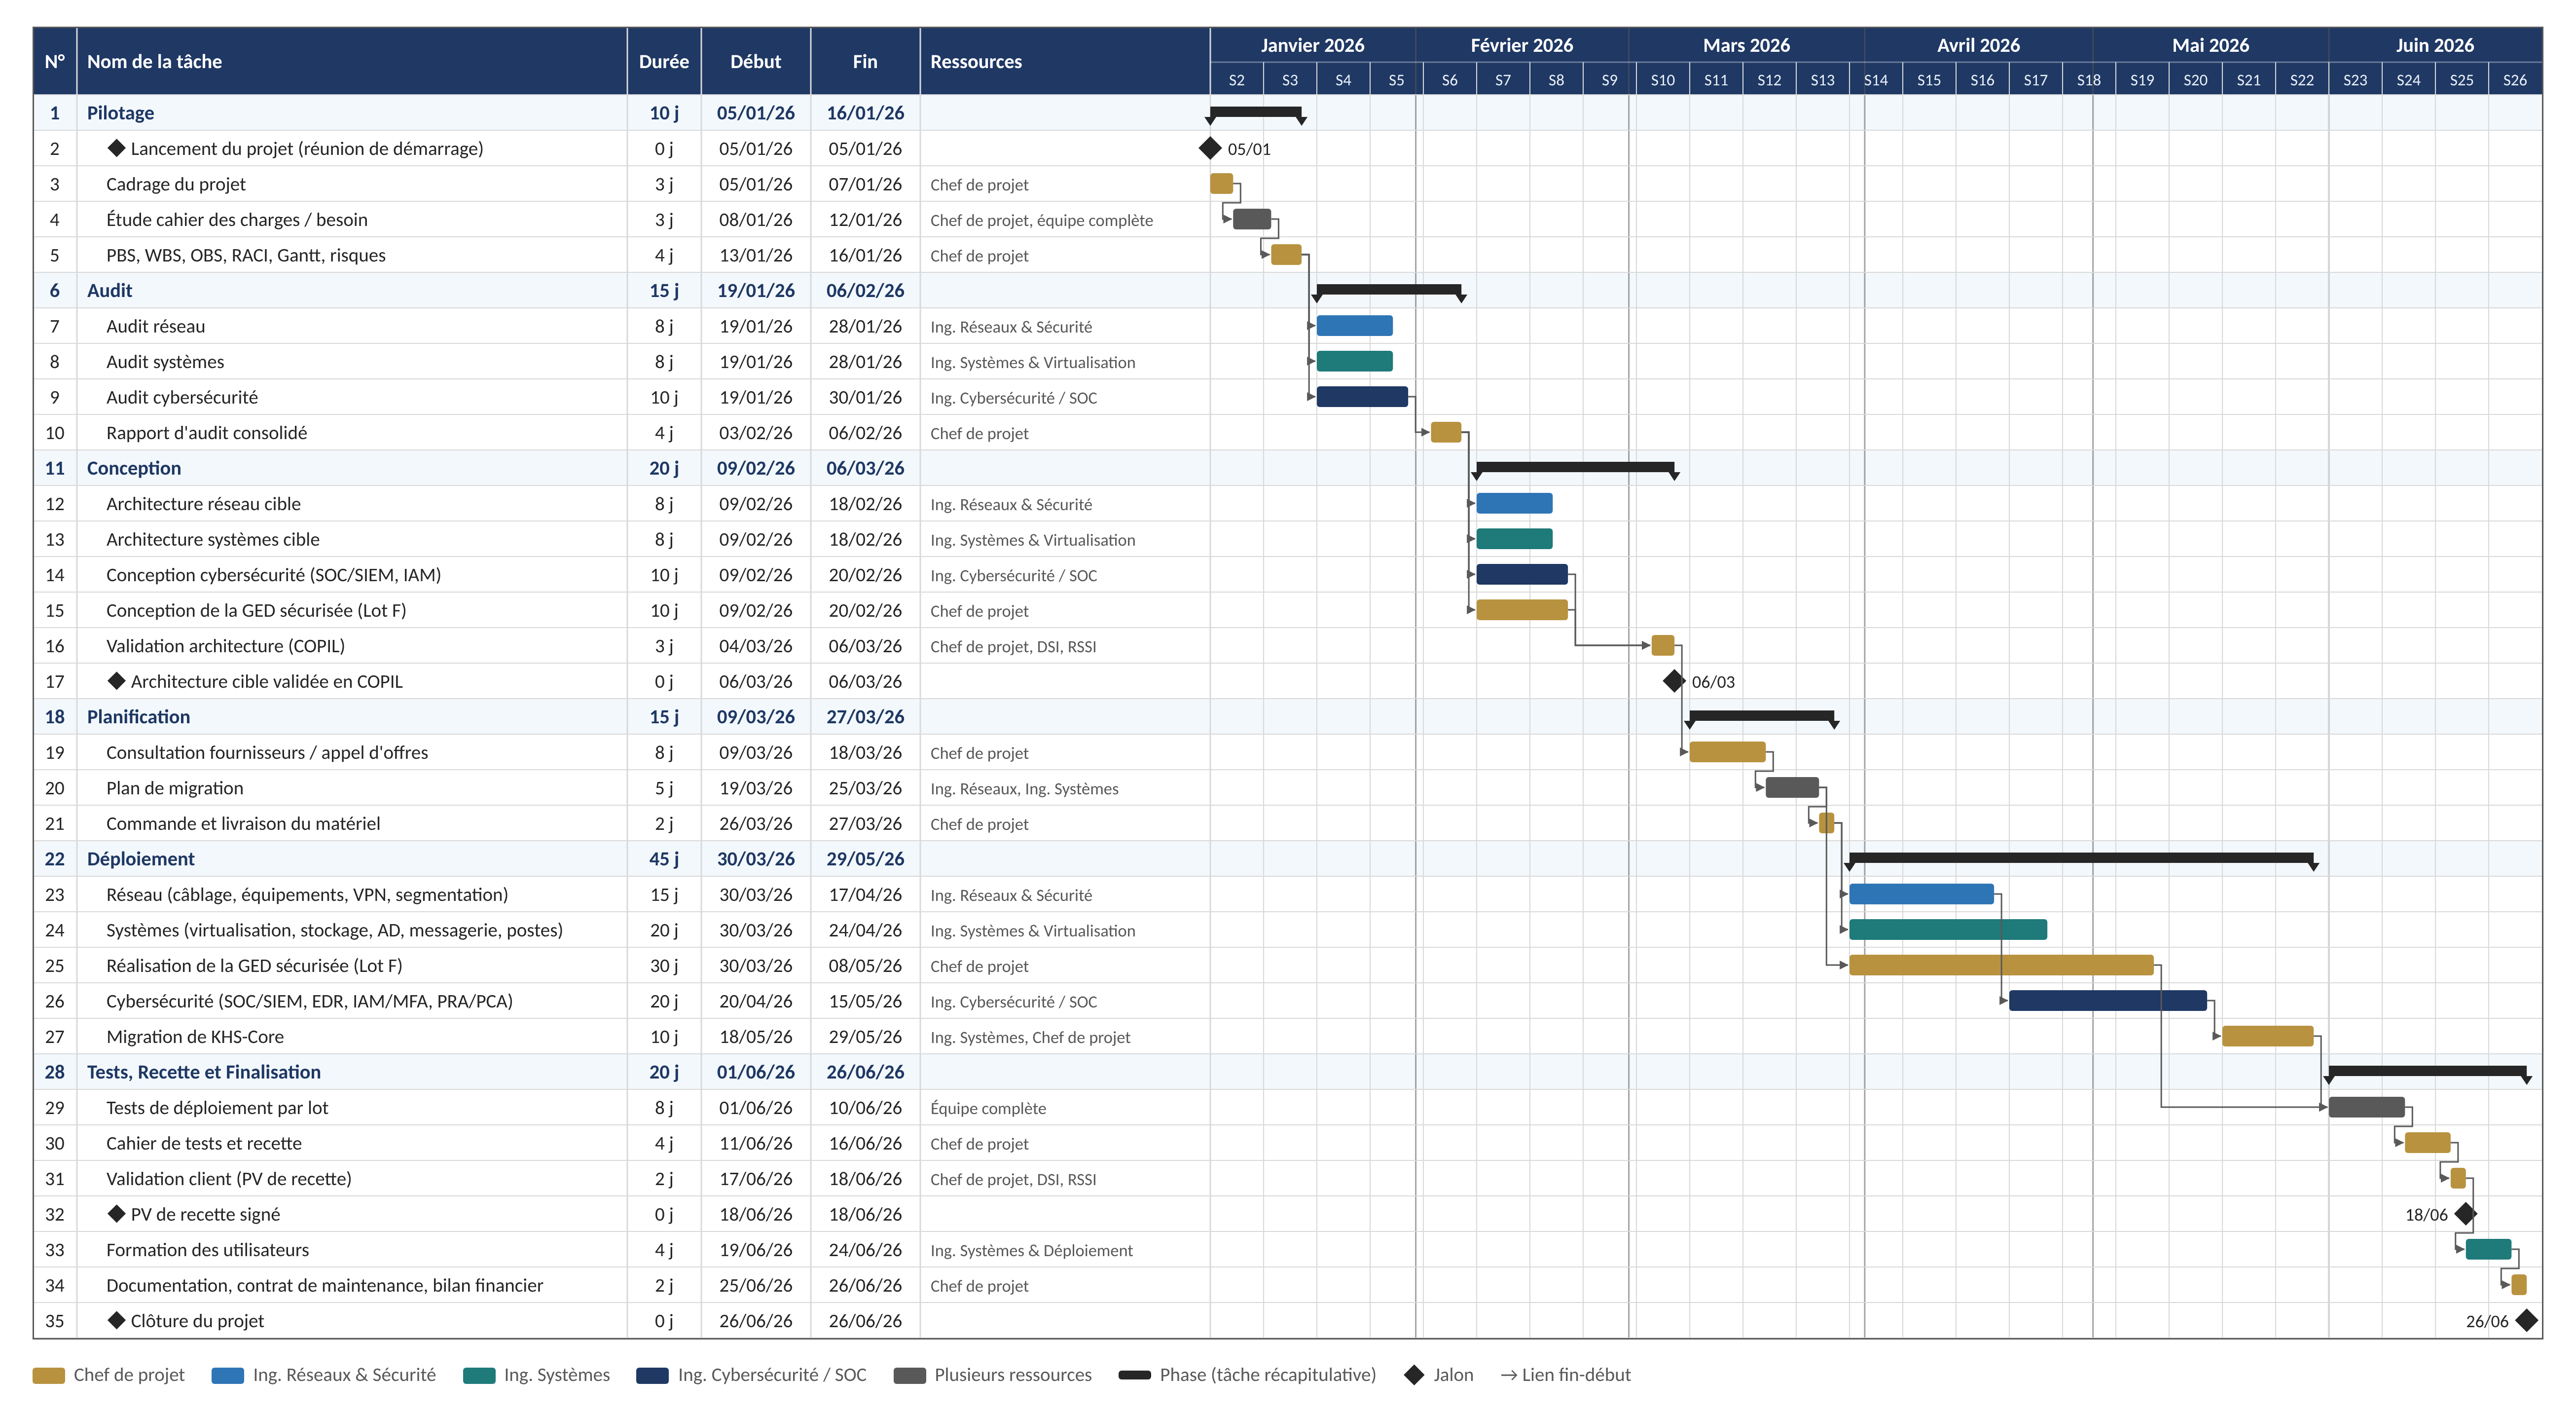 N° Nom de la tâche Durée Début Fin Ressources Janvier 2026 Février 2026 Mars 2026 Avril 2026 Mai 2026 Juin 2026
S2 S3 S4 S5 S6 S7 S8 S9 S10 S11 S12 S13 S14 S15 S16 S17 S18 S19 S20 S21 S22 S23 S24 S25 S26
1 Pilotage 10 j 05/01/26 16/01/26
2 ◆ Lancement du projet (réunion de démarrage) 0 j 05/01/26 05/01/26 05/01
3 Cadrage du projet 3 j 05/01/26 07/01/26 Chef de projet
4 Étude cahier des charges / besoin 3 j 08/01/26 12/01/26 Chef de projet, équipe complète
5 PBS, WBS, OBS, RACI, Gantt, risques 4 j 13/01/26 16/01/26 Chef de projet
6 Audit 15 j 19/01/26 06/02/26
7 Audit réseau 8 j 19/01/26 28/01/26 Ing. Réseaux & Sécurité
8 Audit systèmes 8 j 19/01/26 28/01/26 Ing. Systèmes & Virtualisation
9 Audit cybersécurité 10 j 19/01/26 30/01/26 Ing. Cybersécurité / SOC
10 Rapport d'audit consolidé 4 j 03/02/26 06/02/26 Chef de projet
11 Conception 20 j 09/02/26 06/03/26
12 Architecture réseau cible 8 j 09/02/26 18/02/26 Ing. Réseaux & Sécurité
13 Architecture systèmes cible 8 j 09/02/26 18/02/26 Ing. Systèmes & Virtualisation
14 Conception cybersécurité (SOC/SIEM, IAM) 10 j 09/02/26 20/02/26 Ing. Cybersécurité / SOC
15 Conception de la GED sécurisée (Lot F) 10 j 09/02/26 20/02/26 Chef de projet
16 Validation architecture (COPIL) 3 j 04/03/26 06/03/26 Chef de projet, DSI, RSSI
17 ◆ Architecture cible validée en COPIL 0 j 06/03/26 06/03/26 06/03
18 Planification 15 j 09/03/26 27/03/26
19 Consultation fournisseurs / appel d'offres 8 j 09/03/26 18/03/26 Chef de projet
20 Plan de migration 5 j 19/03/26 25/03/26 Ing. Réseaux, Ing. Systèmes
21 Commande et livraison du matériel 2 j 26/03/26 27/03/26 Chef de projet
22 Déploiement 45 j 30/03/26 29/05/26
23 Réseau (câblage, équipements, VPN, segmentation) 15 j 30/03/26 17/04/26 Ing. Réseaux & Sécurité
24 Systèmes (virtualisation, stockage, AD, messagerie, postes) 20 j 30/03/26 24/04/26 Ing. Systèmes & Virtualisation
25 Réalisation de la GED sécurisée (Lot F) 30 j 30/03/26 08/05/26 Chef de projet
26 Cybersécurité (SOC/SIEM, EDR, IAM/MFA, PRA/PCA) 20 j 20/04/26 15/05/26 Ing. Cybersécurité / SOC
27 Migration de KHS-Core 10 j 18/05/26 29/05/26 Ing. Systèmes, Chef de projet
28 Tests, Recette et Finalisation 20 j 01/06/26 26/06/26
29 Tests de déploiement par lot 8 j 01/06/26 10/06/26 Équipe complète
30 Cahier de tests et recette 4 j 11/06/26 16/06/26 Chef de projet
31 Validation client (PV de recette) 2 j 17/06/26 18/06/26 Chef de projet, DSI, RSSI
32 ◆ PV de recette signé 0 j 18/06/26 18/06/26 18/06
33 Formation des utilisateurs 4 j 19/06/26 24/06/26 Ing. Systèmes & Déploiement
34 Documentation, contrat de maintenance, bilan financier 2 j 25/06/26 26/06/26 Chef de projet
35 ◆ Clôture du projet 0 j 26/06/26 26/06/26 26/06
Chef de projet Ing. Réseaux & Sécurité Ing. Systèmes Ing. Cybersécurité / SOC Plusieurs ressources Phase (tâche récapitulative) ◆ Jalon → Lien fin-début